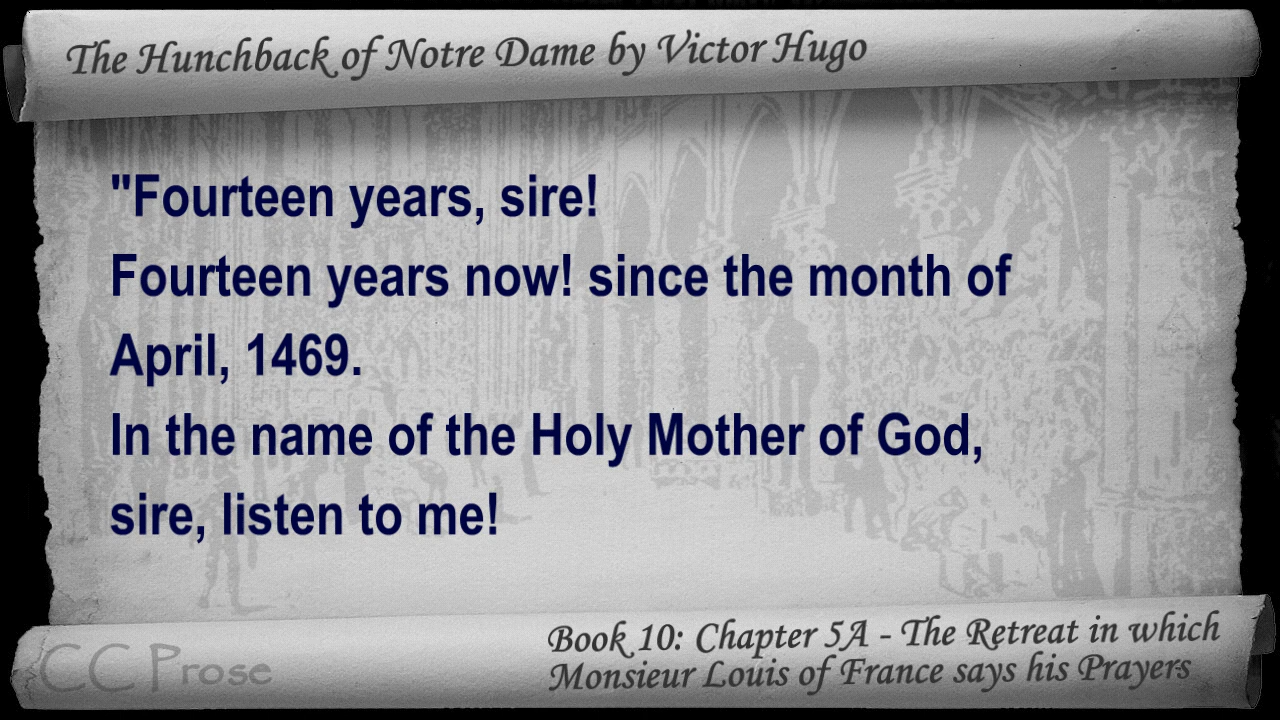 The Hunchback of Notre Dame by Victor Hugo
"Fourteen years, sire!
Fourteen years now! since the month of
April, 1469.
In the name of the Holy Mother of God,
sire, listen to me!
CC Prose
Book 10: Chapter 5A - The Retreat in which
Monsieur Louis of France says his Prayers